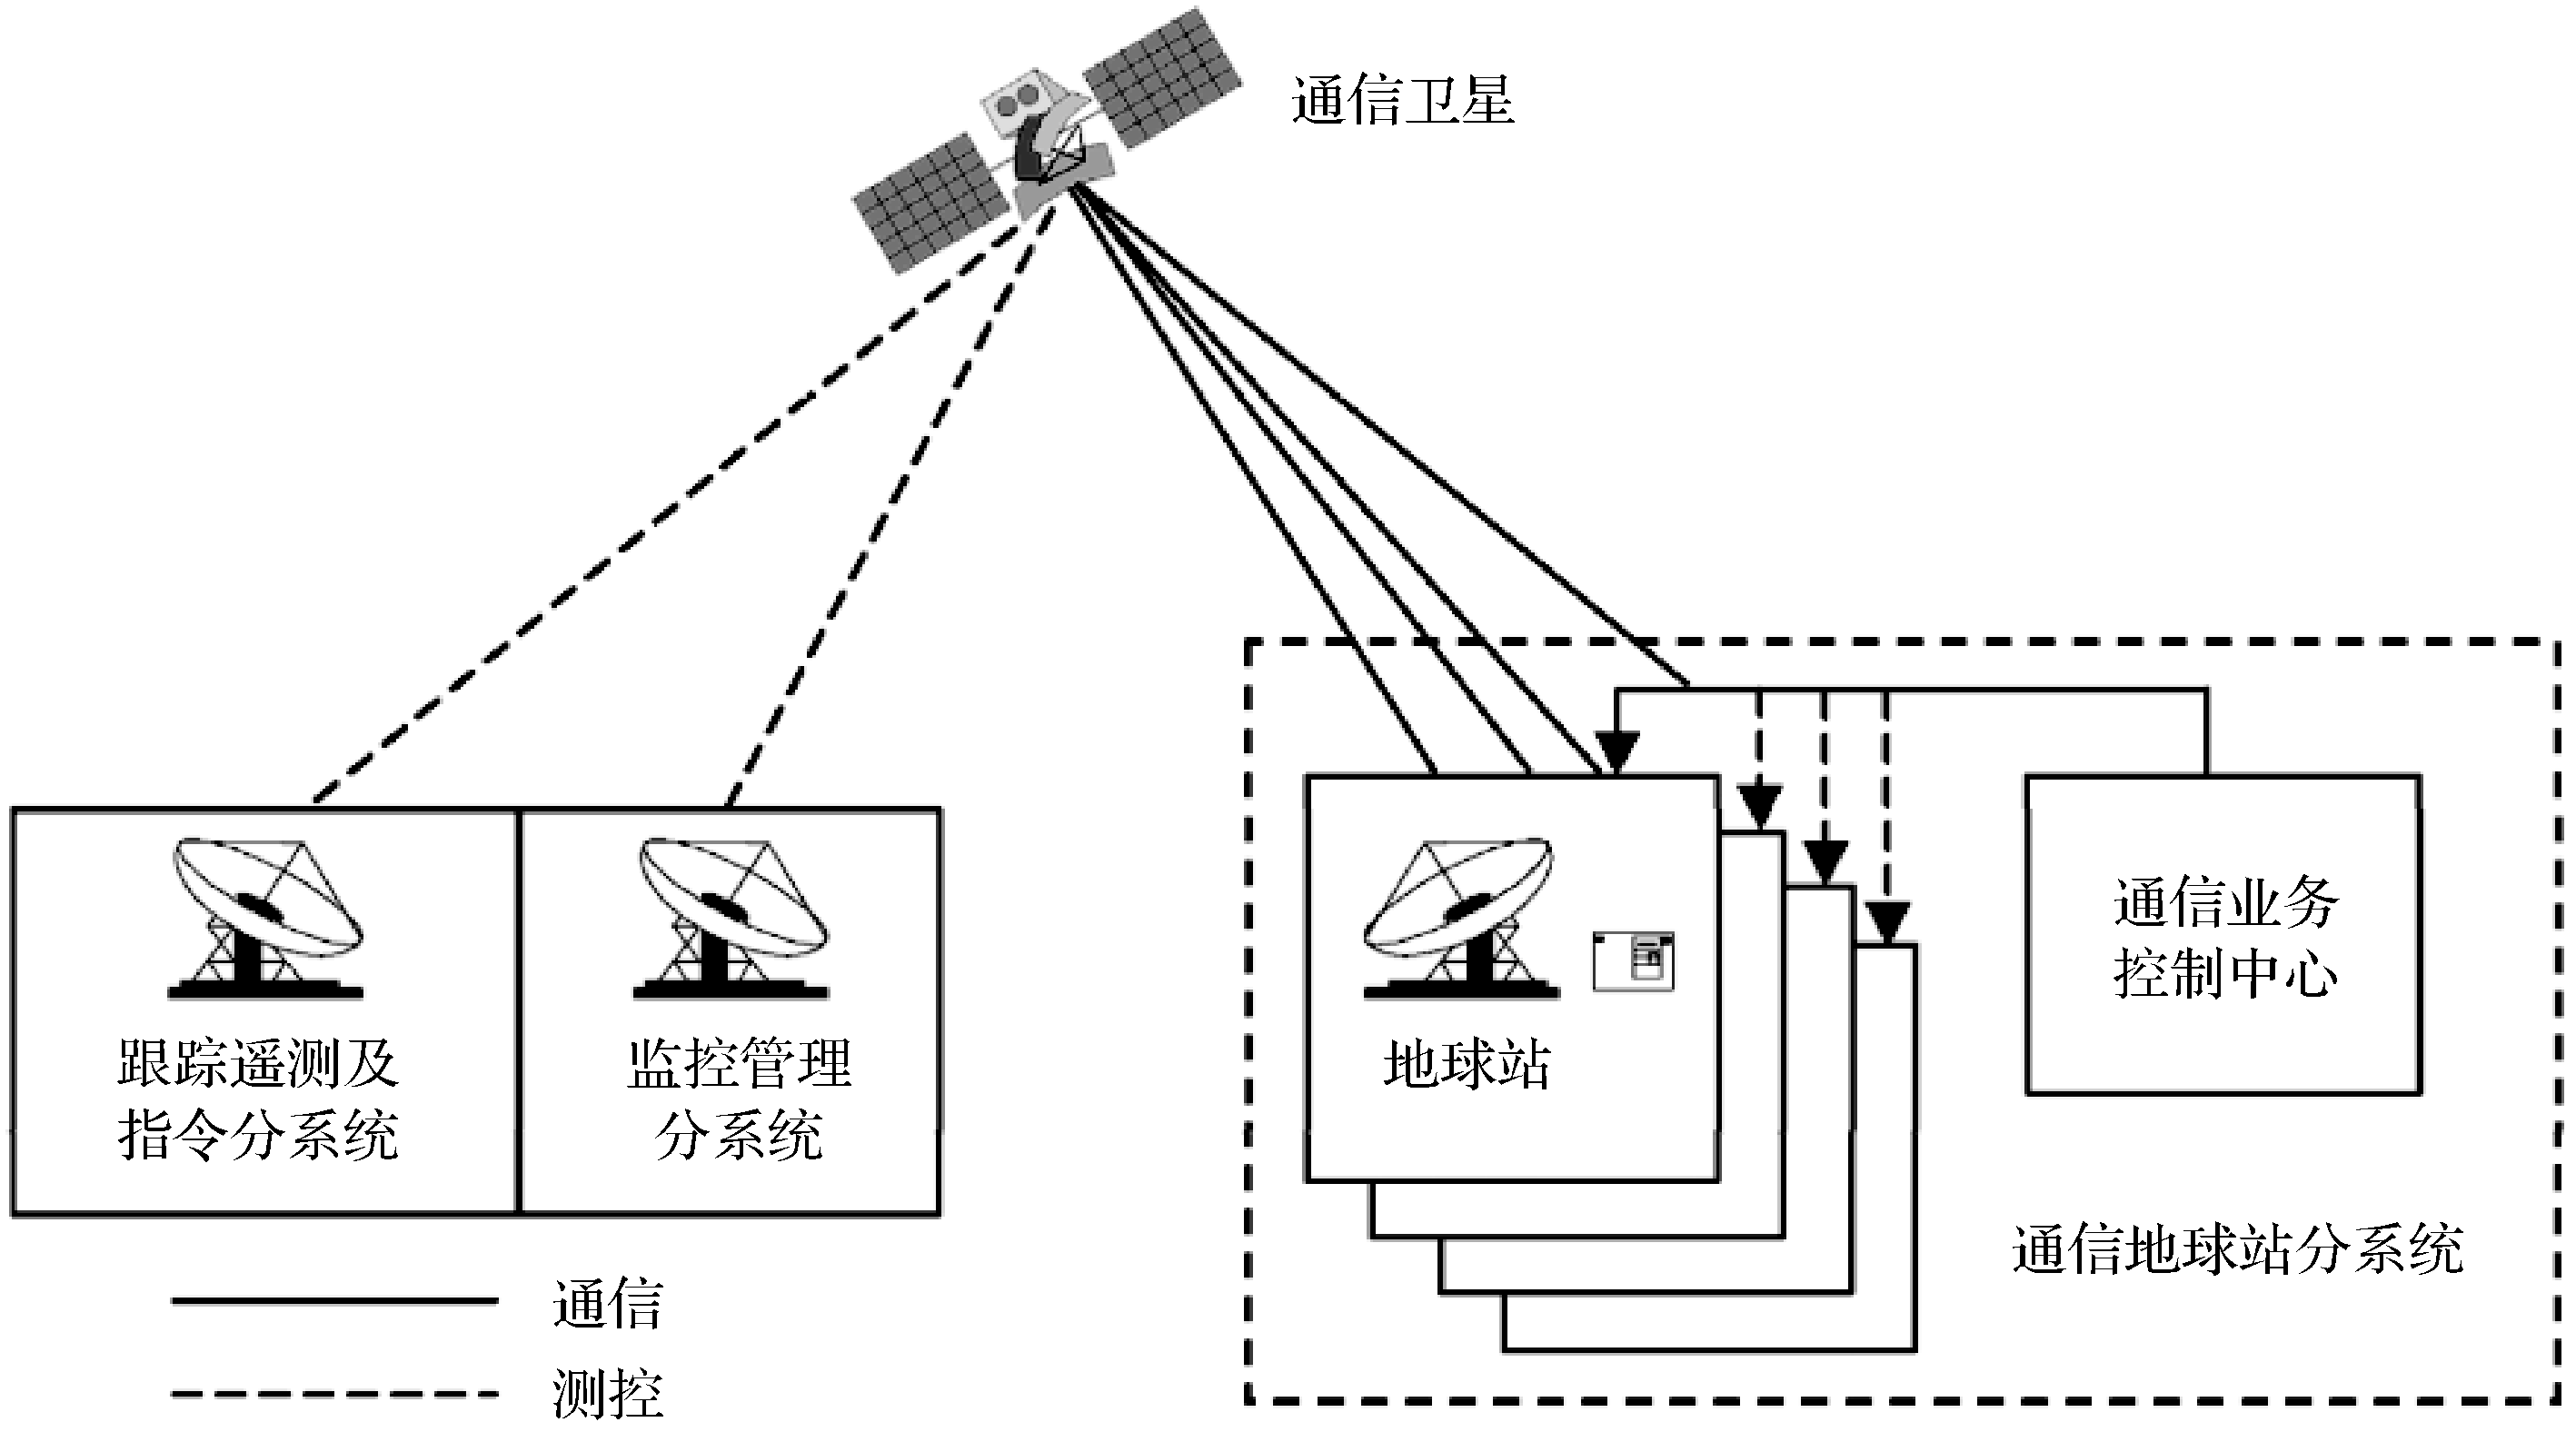 通信卫星
跟踪遥测及
指令分系统
监控管理
分系统
地球站
通信业务
控制中心
通信地球站分系统
通信
测控